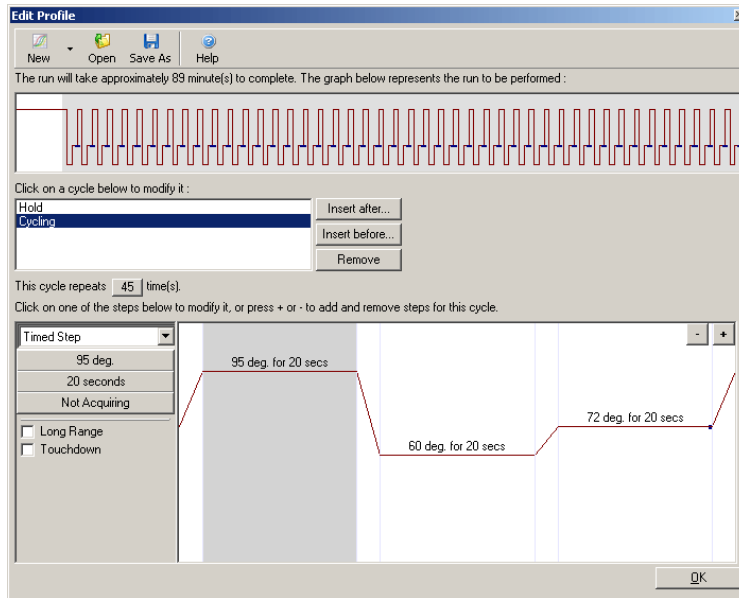 Edit Profile
New Open Save As Help
The run will take approximately 89 minute(s) to complete. The graph below represents the run to be performed :
Click on a cycle below to modify it :
Hold
Cycling
Insert after...
Insert before...
Remove
This cycle repeats 45 time(s).
Click on one of the steps below to modify it, or press + or - to add and remove steps for this cycle.
Timed Step
- +
95 deg.
20 seconds
Not Acquiring
Long Range
Touchdown
95 deg. for 20 secs
72 deg. for 20 secs
60 deg. for 20 secs
OK